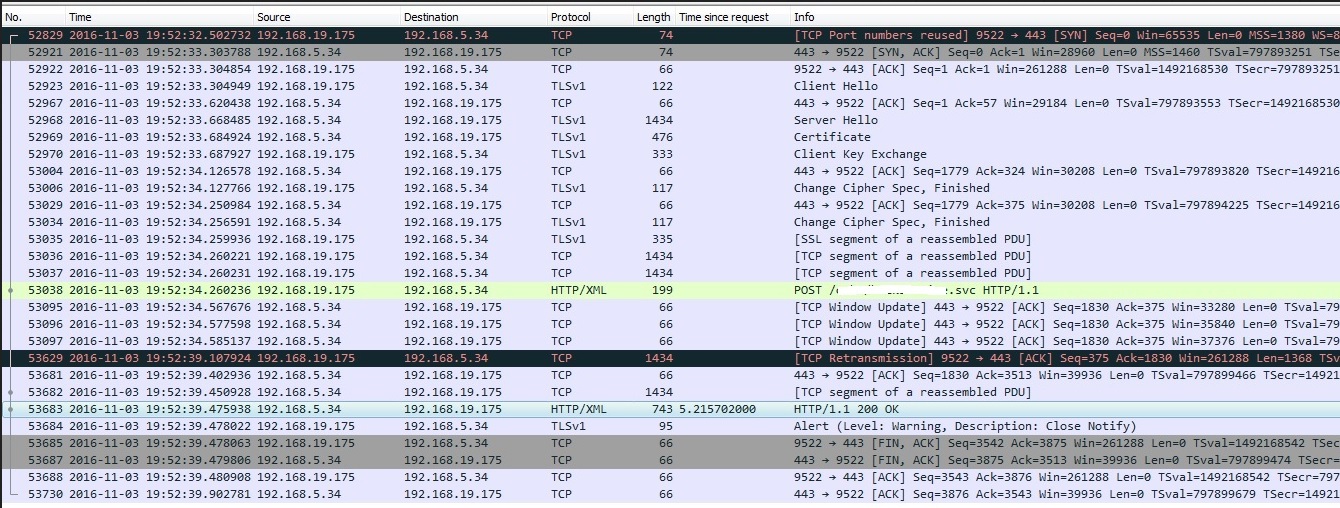 No. Time Source Destination Protocol Length Time since request Info
52829 2016-11-03 19:52:32.502732 192.168.19.175 192.168.5.34 TCP 74 [TCP Port numbers reused] 9522 → 443 [SYN] Seq=0 Win=65535 Len=0 MSS=1380 WS=8
52921 2016-11-03 19:52:33.303788 192.168.5.34 192.168.19.175 TCP 74 443 → 9522 [SYN, ACK] Seq=0 Ack=1 Win=28960 Len=0 MSS=1460 TSval=797893251 TSe
52922 2016-11-03 19:52:33.304854 192.168.19.175 192.168.5.34 TCP 66 9522 → 443 [ACK] Seq=1 Ack=1 Win=261288 Len=0 TSval=1492168530 TSecr=797893251
52923 2016-11-03 19:52:33.304949 192.168.19.175 192.168.5.34 TLSv1 122 Client Hello
52967 2016-11-03 19:52:33.620438 192.168.5.34 192.168.19.175 TCP 66 443 → 9522 [ACK] Seq=1 Ack=57 Win=29184 Len=0 TSval=797893553 TSecr=1492168530
52968 2016-11-03 19:52:33.668485 192.168.5.34 192.168.19.175 TLSv1 1434 Server Hello
52969 2016-11-03 19:52:33.684924 192.168.5.34 192.168.19.175 TLSv1 476 Certificate
52970 2016-11-03 19:52:33.687927 192.168.19.175 192.168.5.34 TLSv1 333 Client Key Exchange
53004 2016-11-03 19:52:34.126578 192.168.5.34 192.168.19.175 TCP 66 443 → 9522 [ACK] Seq=1779 Ack=324 Win=30208 Len=0 TSval=797893820 TSecr=149216
53006 2016-11-03 19:52:34.127766 192.168.19.175 192.168.5.34 TLSv1 117 Change Cipher Spec, Finished
53029 2016-11-03 19:52:34.250984 192.168.5.34 192.168.19.175 TCP 66 443 → 9522 [ACK] Seq=1779 Ack=375 Win=30208 Len=0 TSval=797894225 TSecr=149216
53034 2016-11-03 19:52:34.256591 192.168.5.34 192.168.19.175 TLSv1 117 Change Cipher Spec, Finished
53035 2016-11-03 19:52:34.259936 192.168.19.175 192.168.5.34 TLSv1 335 [SSL segment of a reassembled PDU]
53036 2016-11-03 19:52:34.260221 192.168.19.175 192.168.5.34 TCP 1434 [TCP segment of a reassembled PDU]
53037 2016-11-03 19:52:34.260231 192.168.19.175 192.168.5.34 TCP 1434 [TCP segment of a reassembled PDU]
53038 2016-11-03 19:52:34.260236 192.168.19.175 192.168.5.34 HTTP/XML 199 POST / e.svc HTTP/1.1
53095 2016-11-03 19:52:34.567676 192.168.5.34 192.168.19.175 TCP 66 [TCP Window Update] 443 → 9522 [ACK] Seq=1830 Ack=375 Win=33280 Len=0 TSval=79
53096 2016-11-03 19:52:34.577598 192.168.5.34 192.168.19.175 TCP 66 [TCP Window Update] 443 → 9522 [ACK] Seq=1830 Ack=375 Win=35840 Len=0 TSval=79
53097 2016-11-03 19:52:34.585137 192.168.5.34 192.168.19.175 TCP 66 [TCP Window Update] 443 → 9522 [ACK] Seq=1830 Ack=375 Win=37376 Len=0 TSval=79
53629 2016-11-03 19:52:39.107924 192.168.19.175 192.168.5.34 TCP 1434 [TCP Retransmission] 9522 → 443 [ACK] Seq=375 Ack=1830 Win=261288 Len=1368 TSv
53681 2016-11-03 19:52:39.402936 192.168.5.34 192.168.19.175 TCP 66 443 → 9522 [ACK] Seq=1830 Ack=3513 Win=39936 Len=0 TSval=797899466 TSecr=14921
53682 2016-11-03 19:52:39.450928 192.168.5.34 192.168.19.175 TCP 1434 [TCP segment of a reassembled PDU]
53683 2016-11-03 19:52:39.475938 192.168.5.34 192.168.19.175 HTTP/XML 743 5.215702000 HTTP/1.1 200 OK
53684 2016-11-03 19:52:39.478022 192.168.19.175 192.168.5.34 TLSv1 95 Alert (Level: Warning, Description: Close Notify)
53685 2016-11-03 19:52:39.478063 192.168.19.175 192.168.5.34 TCP 66 9522 → 443 [FIN, ACK] Seq=3542 Ack=3875 Win=261288 Len=0 TSval=1492168542 TSec
53687 2016-11-03 19:52:39.479806 192.168.5.34 192.168.19.175 TCP 66 443 → 9522 [FIN, ACK] Seq=3875 Ack=3513 Win=39936 Len=0 TSval=797899474 TSecr=
53688 2016-11-03 19:52:39.480908 192.168.19.175 192.168.5.34 TCP 66 9522 → 443 [ACK] Seq=3543 Ack=3876 Win=261288 Len=0 TSval=1492168542 TSecr=797
53730 2016-11-03 19:52:39.902781 192.168.5.34 192.168.19.175 TCP 66 443 → 9522 [ACK] Seq=3876 Ack=3543 Win=39936 Len=0 TSval=797899679 TSecr=14921